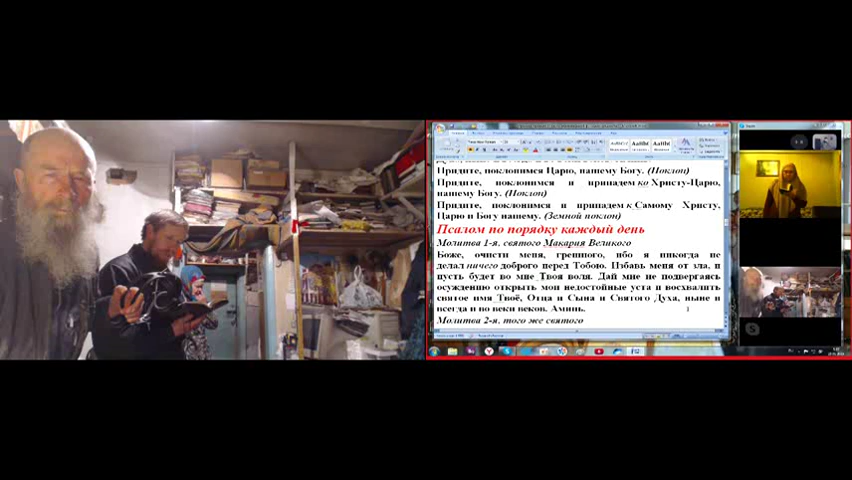 Придите, поклонимся Царю, нашему Богу. (Поклон)
Придите, поклонимся и припадем ко Христу-Царю,
нашему Богу. (Поклон)
Придите, поклонимся и припадем к Самому Христу,
Царю и Богу нашему. (Земной поклон)
Псалом по порядку каждый день
Молитва 1-я, святого Макария Великого
Боже, очисти меня, грешного, ибо я никогда не
делал ничего доброго перед Тобою. Избавь меня от зла, и
пусть будет во мне Твоя воля. Дай мне не подвергаясь
осуждению открыть мои недостойные уста и восхвалить
святое имя Твоё, Отца и Сына и Святого Духа, ныне и
всегда и во веки веков. Аминь.
Молитва 2-я, того же святого